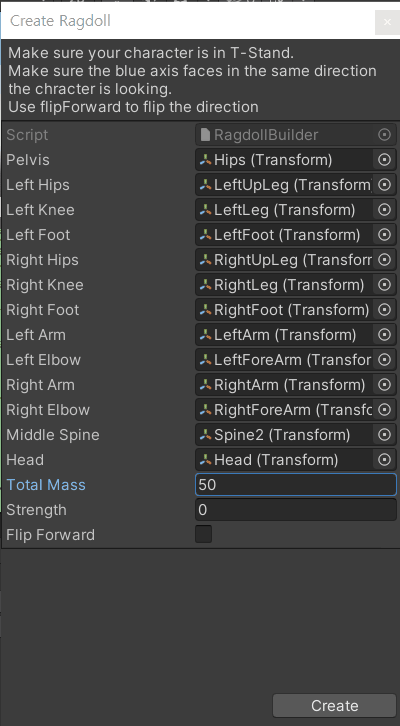 Create Ragdoll
Make sure your character is in T-Stand.
Make sure the blue axis faces in the same direction
the chracter is looking.
Use flipForward to flip the direction
Script RagdollBuilder
Pelvis Hips (Transform)
Left Hips LeftUpLeg (Transform
Left Knee LeftLeg (Transform)
Left Foot LeftFoot (Transform)
Right Hips RightUpLeg (Transforr
Right Knee RightLeg (Transform)
Right Foot RightFoot (Transform)
Left Arm LeftArm (Transform)
Left Elbow LeftForeArm (Transfor
Right Arm RightArm (Transform)
Right Elbow RightForeArm (Transfo
Middle Spine Spine2 (Transform)
Head Head (Transform)
Total Mass 50
Strength 0
Flip Forward
Create